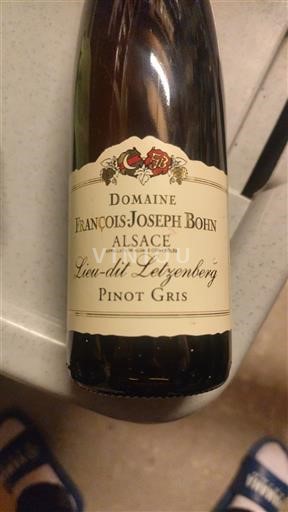 DOMAINE
FRANÇOIS-JOSEPH BOHN
ALSACE
Lieu-dit Letzenberg
PINOT GRIS